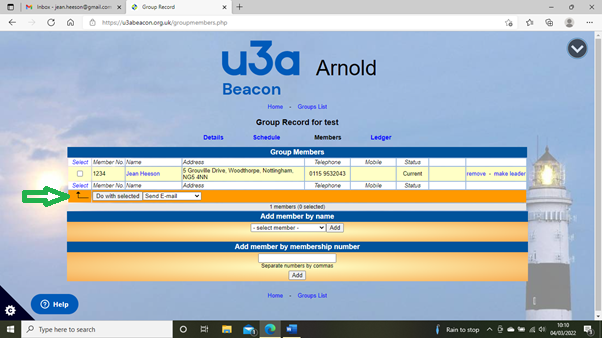 Inbox - jean.heeson@gmail.com
Group Record
https://u3abeacon.org.uk/groupmembers.php
u3a Arnold
Beacon
Home - Groups List
Group Record for test
Details Schedule Members Ledger
Group Members
Select Member No. Name Address Telephone Mobile Status
1234 Jean Heeson 5 Grouville Drive, Woodthorpe, Nottingham, NG5 4NN 0115 9532043 Current remove - make leader
Select Member No. Name Address Telephone Mobile Status
Do with selected Send E-mail
1 members (0 selected)
Add member by name
- select member - Add
Add member by membership number
Separate numbers by commas
Add
Home - Groups List
Help
Type here to search
Rain to stop
10:10
04/03/2022